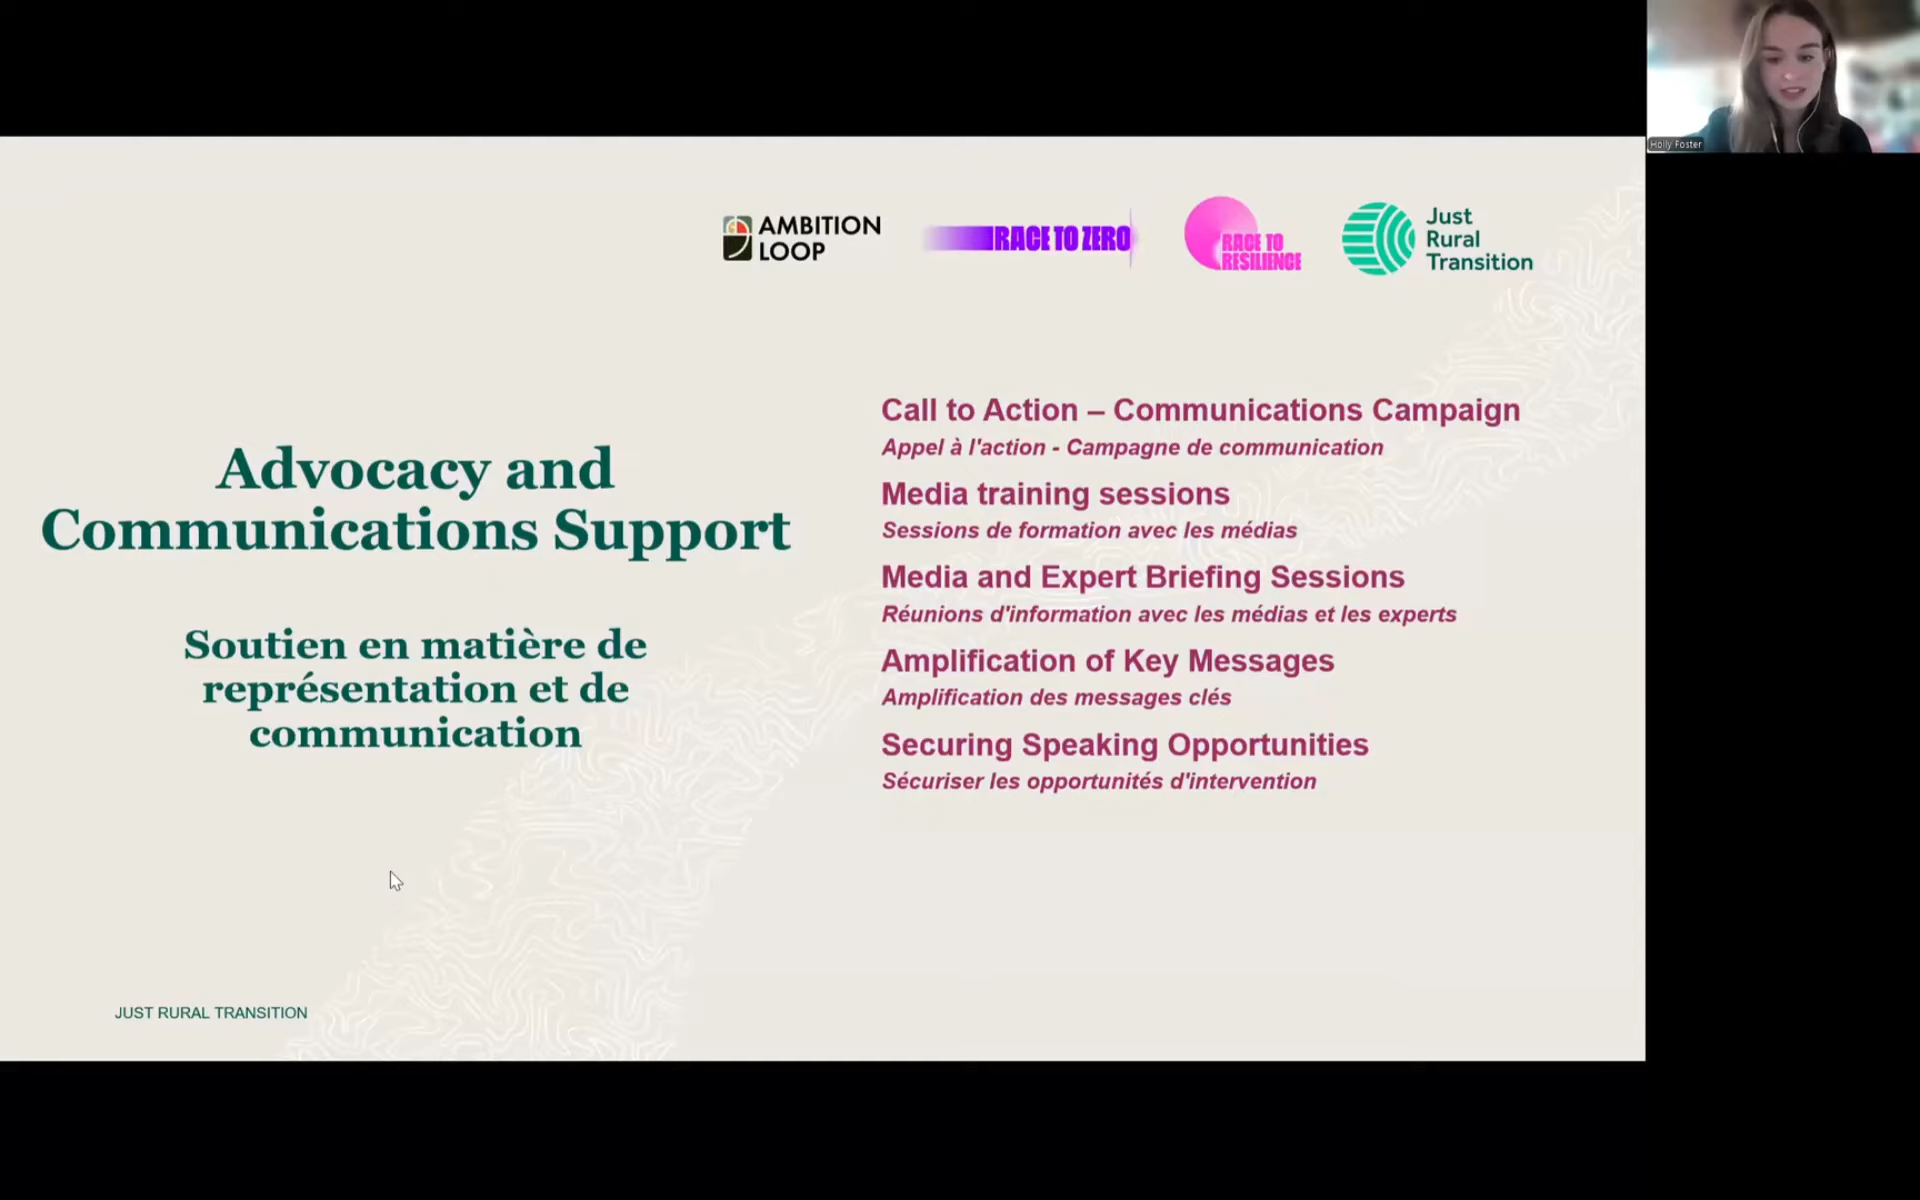 Holly Foster
AMBITION
LOOP
RACE TO ZERO
RACE TO
RESILIENCE
Just
Rural
Transition
Advocacy and
Communications Support
Soutien en matière de
représentation et de
communication
Call to Action – Communications Campaign
Appel à l'action - Campagne de communication
Media training sessions
Sessions de formation avec les médias
Media and Expert Briefing Sessions
Réunions d'information avec les médias et les experts
Amplification of Key Messages
Amplification des messages clés
Securing Speaking Opportunities
Sécuriser les opportunités d'intervention
JUST RURAL TRANSITION